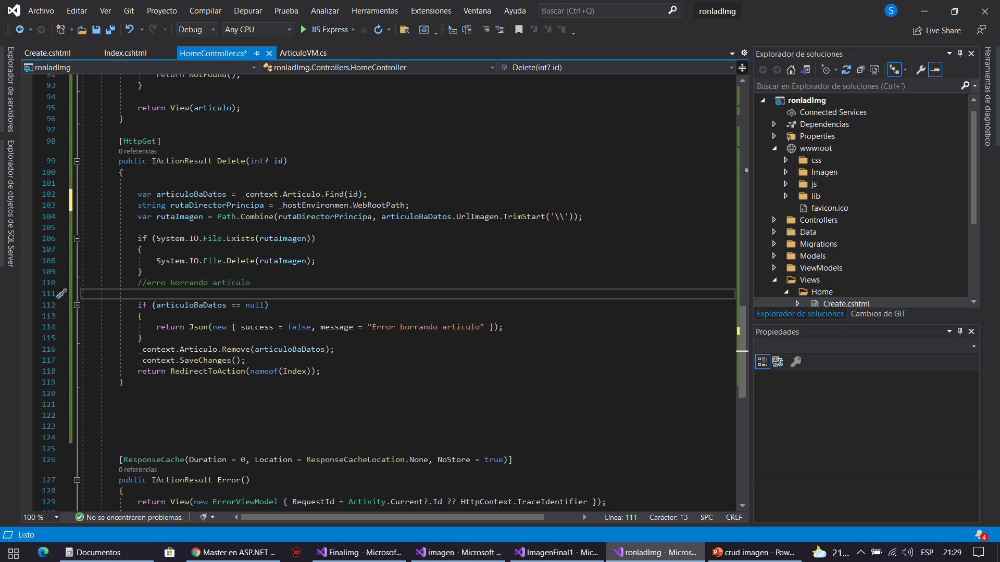 Archivo Editar Ver Git Proyecto Compilar Depurar Prueba Analizar Herramientas Extensiones Ventana Ayuda Buscar (Ctrl+Q) ronladImg S
Debug Any CPU IIS Express Live Share
Explorador de servidores
Explorador de objetos de SQL Server
Create.cshtml Index.cshtml HomeController.cs* ArticuloVM.cs
ronladImg ronladImg.Controllers.HomeController Delete(int? id)
92 return NotFound();
93 }
94
95 return View(articulo);
96 }
97
98 [HttpGet]
0 referencias
99 public IActionResult Delete(int? id)
100 {
101
102 var articuloBaDatos = _context.Articulo.Find(id);
103 string rutaDirectorPrincipa = _hostEnvironmen.WebRootPath;
104 var rutaImagen = Path.Combine(rutaDirectorPrincipa, articuloBaDatos.UrlImagen.TrimStart('\\'));
105
106 if (System.IO.File.Exists(rutaImagen))
107 {
108 System.IO.File.Delete(rutaImagen);
109 }
110 //erro borrando articulo
111
112 if (articuloBaDatos == null)
113 {
114 return Json(new { success = false, message = "Error borrando articulo" });
115 }
116 _context.Articulo.Remove(articuloBaDatos);
117 _context.SaveChanges();
118 return RedirectToAction(nameof(Index));
119 }
120
121
122
123
124
125
126 [ResponseCache(Duration = 0, Location = ResponseCacheLocation.None, NoStore = true)]
0 referencias
127 public IActionResult Error()
128 {
129 return View(new ErrorViewModel { RequestId = Activity.Current?.Id ?? HttpContext.TraceIdentifier });
100 % No se encontraron problemas. Línea: 111 Carácter: 13 SPC CRLF
Explorador de soluciones
Buscar en Explorador de soluciones (Ctrl+´)
ronladImg
Connected Services
Dependencias
Properties
wwwroot
css
Imagen
js
lib
favicon.ico
Controllers
Data
Migrations
Models
ViewModels
Views
Home
Create.cshtml
Explorador de soluciones Cambios de GIT
Propiedades
Herramientas de diagnóstico
Listo 4
Documentos Master en ASP.NET ... FinaImg - Microsof... imagen - Microsoft ... ImagenFinal1 - Mic... ronladImg - Micros... crud imagen - Pow... 21... ESP 21:29